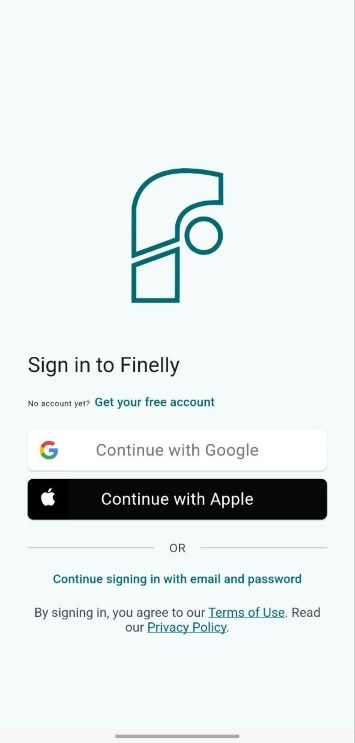 Sign in to Finelly
No account yet? Get your free account
Continue with Google
Continue with Apple
OR
Continue signing in with email and password
By signing in, you agree to our Terms of Use. Read
our Privacy Policy.